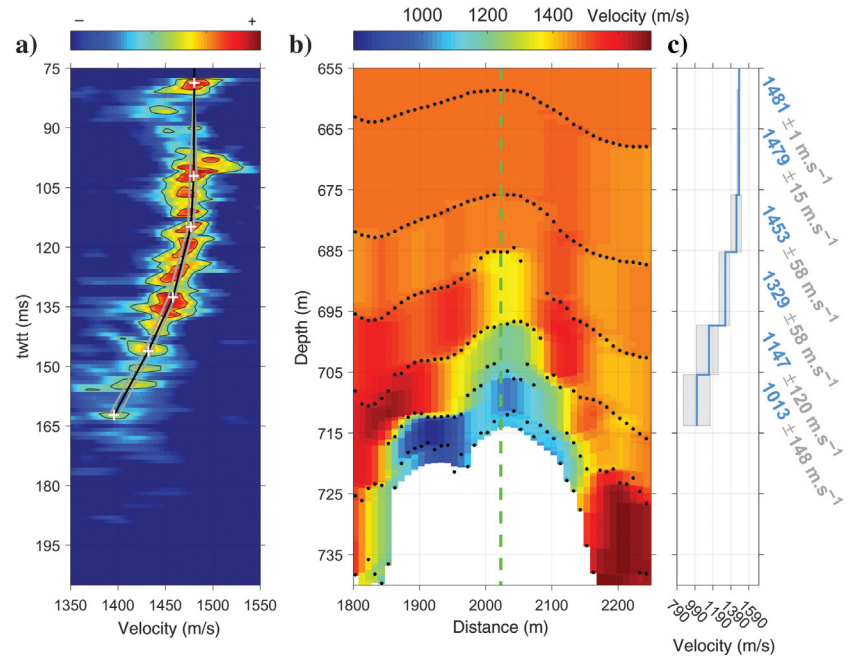 − +
1000 1200 1400 Velocity (m/s)
a) b) c)
75
90
105
120
135
150
165
180
195
twtt (ms)
1350 1400 1450 1500 1550
Velocity (m/s)
655
665
675
685
695
705
715
725
735
Depth (m)
1800 1900 2000 2100 2200
Distance (m)
1481 ±1 m.s−1
1479 ±15 m.s−1
1453 ±58 m.s−1
1329 ±58 m.s−1
1147 ±120 m.s−1
1013 ±148 m.s−1
790 990 1190 1390 1590
Velocity (m/s)